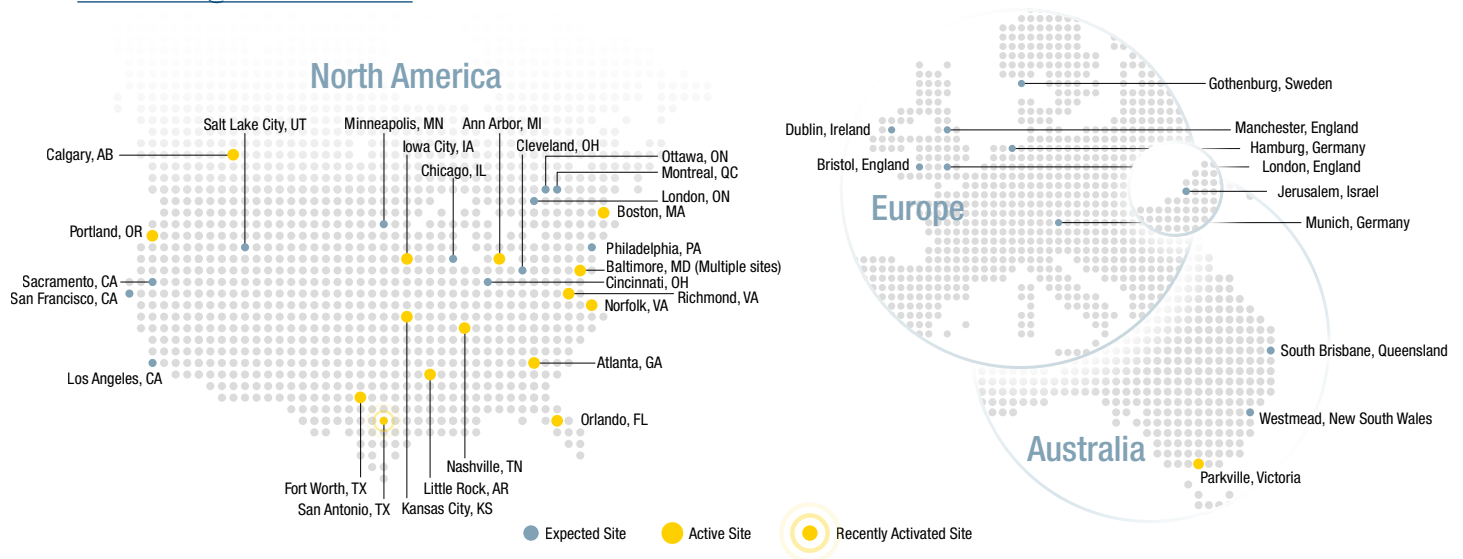 North America
Salt Lake City, UT
Minneapolis, MN
Ann Arbor, MI
Iowa City, IA
Cleveland, OH
Calgary, AB
Chicago, IL
Ottawa, ON
Montreal, QC
London, ON
Boston, MA
Portland, OR
Philadelphia, PA
Baltimore, MD (Multiple sites)
Sacramento, CA
Cincinnati, OH
San Francisco, CA
Richmond, VA
Norfolk, VA
Los Angeles, CA
Atlanta, GA
Orlando, FL
Nashville, TN
Fort Worth, TX
Little Rock, AR
San Antonio, TX
Kansas City, KS
Gothenburg, Sweden
Dublin, Ireland
Manchester, England
Hamburg, Germany
Bristol, England
London, England
Jerusalem, Israel
Europe
Munich, Germany
South Brisbane, Queensland
Westmead, New South Wales
Australia
Parkville, Victoria
Expected Site
Active Site
Recently Activated Site